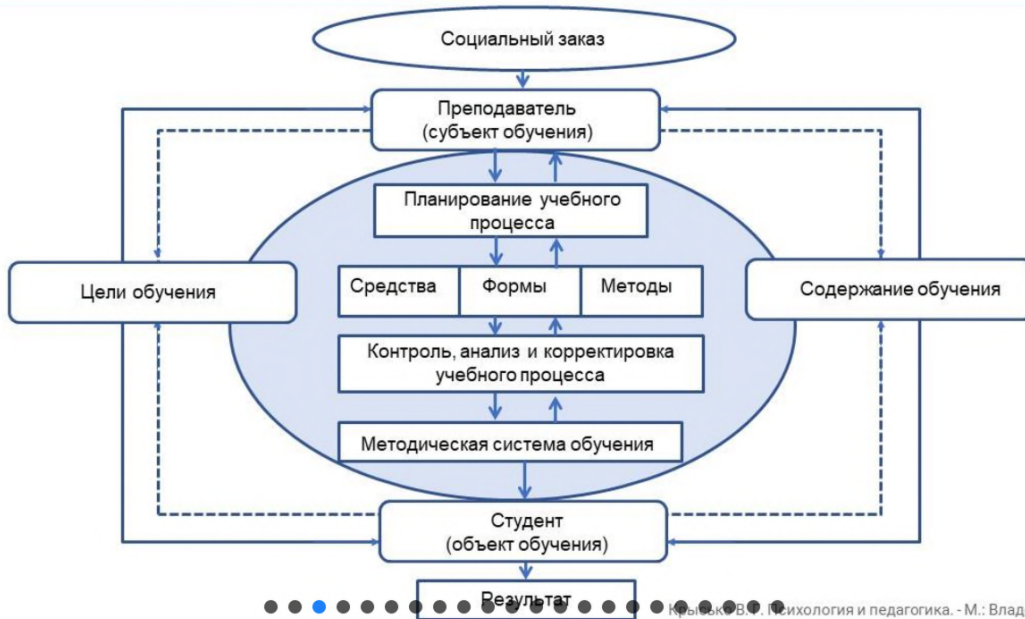 Социальный заказ
Преподаватель
(субъект обучения)
Планирование учебного
процесса
Цели обучения
Средства
Формы
Методы
Содержание обучения
Контроль, анализ и корректировка
учебного процесса
Методическая система обучения
Студент
(объект обучения)
Результат
Крысько В. Г. Психология и педагогика. - М.: Влад